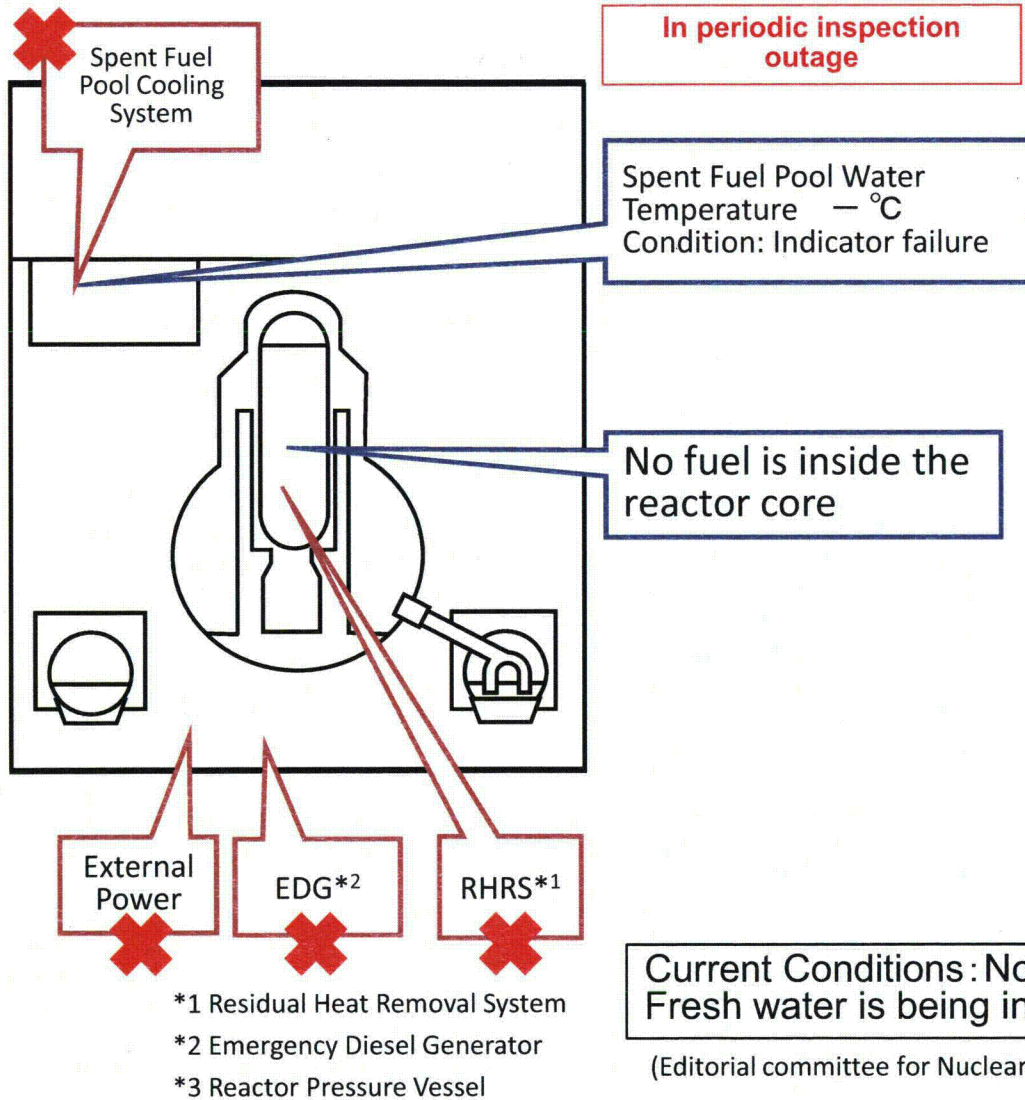 Spent Fuel
Pool Cooling
System
In periodic inspection
outage
Spent Fuel Pool Water
Temperature — ℃
Condition: Indicator failure
No fuel is inside the
reactor core
External
Power
EDG*2
RHRS*1
*1 Residual Heat Removal System
*2 Emergency Diesel Generator
*3 Reactor Pressure Vessel
Current Conditions : No
Fresh water is being in
(Editorial committee for Nuclear